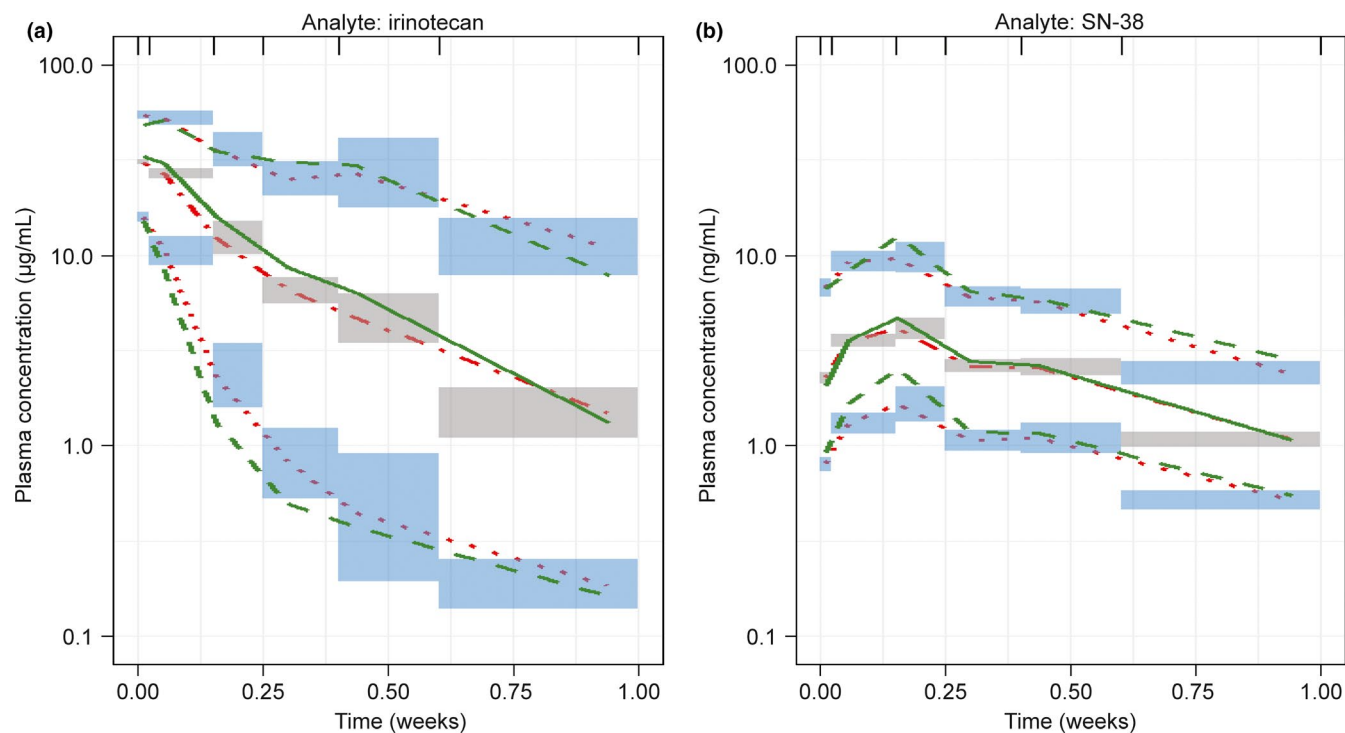 (a)
Analyte: irinotecan
Plasma concentration (µg/mL)
100.0
10.0
1.0
0.1
0.00 0.25 0.50 0.75 1.00
Time (weeks)
(b)
Analyte: SN-38
Plasma concentration (ng/mL)
100.0
10.0
1.0
0.1
0.00 0.25 0.50 0.75 1.00
Time (weeks)